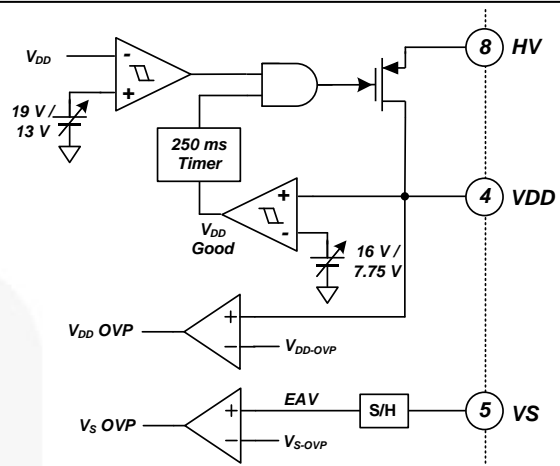 8 HV
V_DD
-
+
19 V /
13 V
250 ms
Timer
+
-
4 VDD
V_DD
Good
16 V /
7.75 V
V_DD OVP
+
−
V_DD-OVP
EAV
S/H
5 VS
V_S OVP
+
−
V_S-OVP